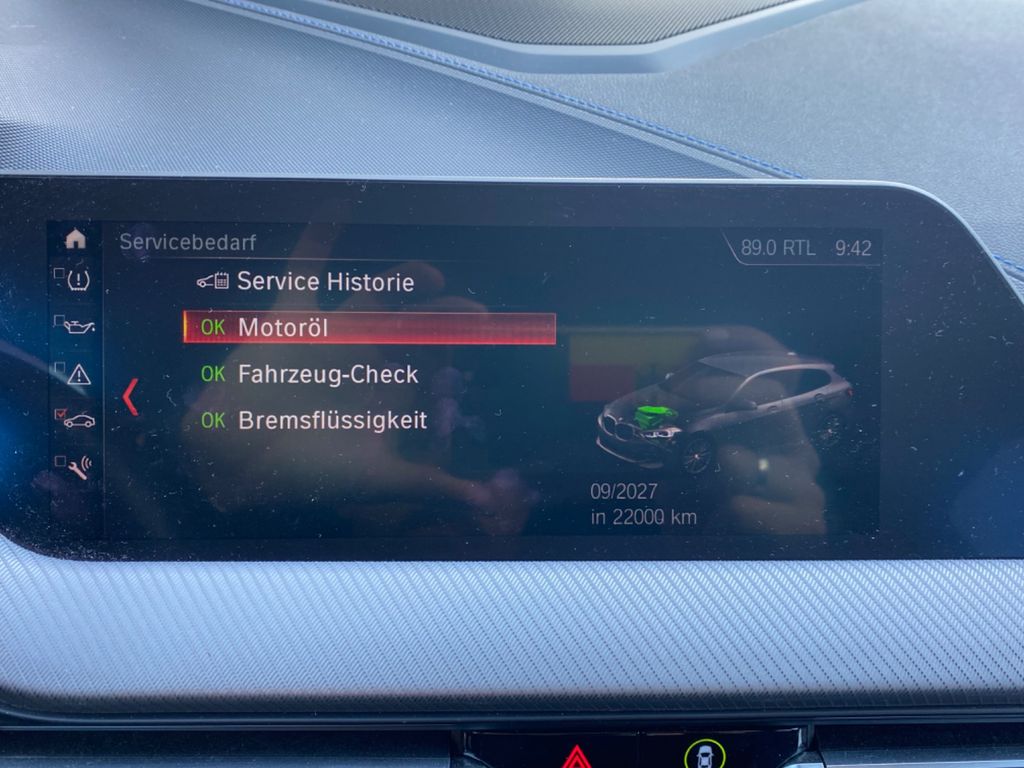 Servicebedarf
89.0 RTL 9:42
Service Historie
OK Motoröl
OK Fahrzeug-Check
OK Bremsflüssigkeit
09/2027
in 22000 km